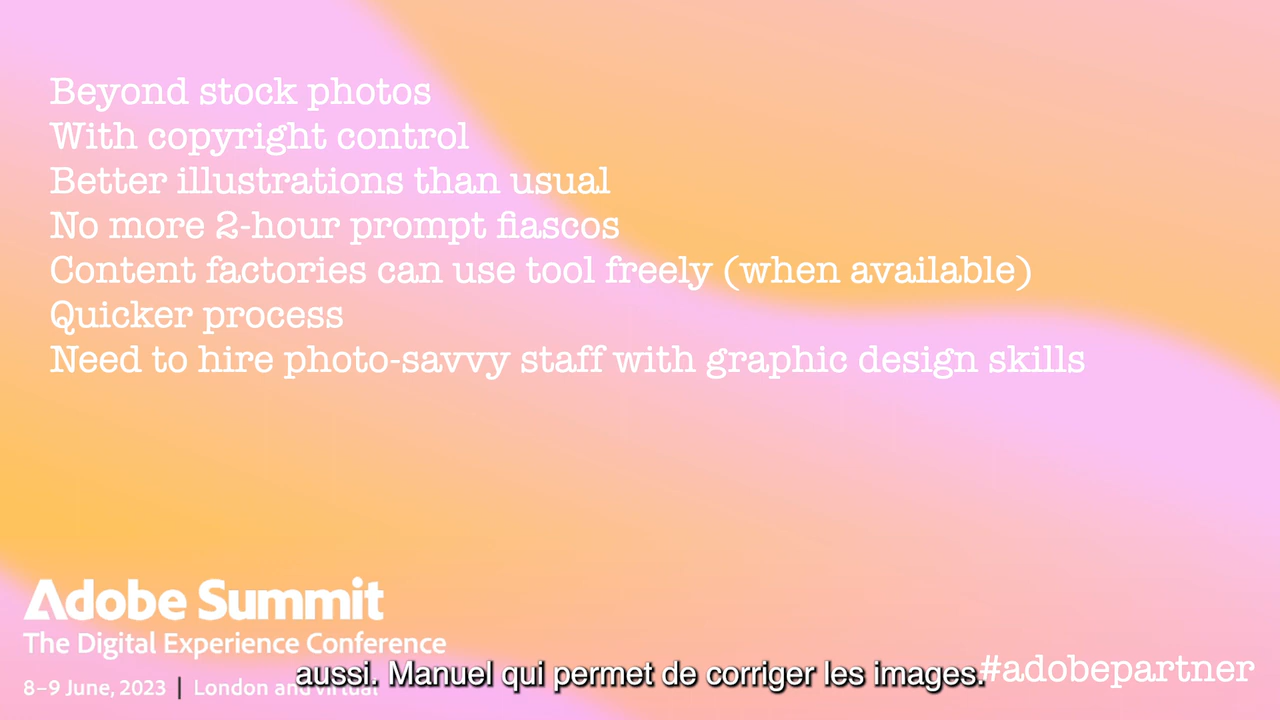 Beyond stock photos
With copyright control
Better illustrations than usual
No more 2-hour prompt fiascos
Content factories can use tool freely (when available)
Quicker process
Need to hire photo-savvy staff with graphic design skills
Adobe Summit
The Digital Experience Conference
8–9 June, 2023 | London and virtual
aussi. Manuel qui permet de corriger les images.
#adobepartner